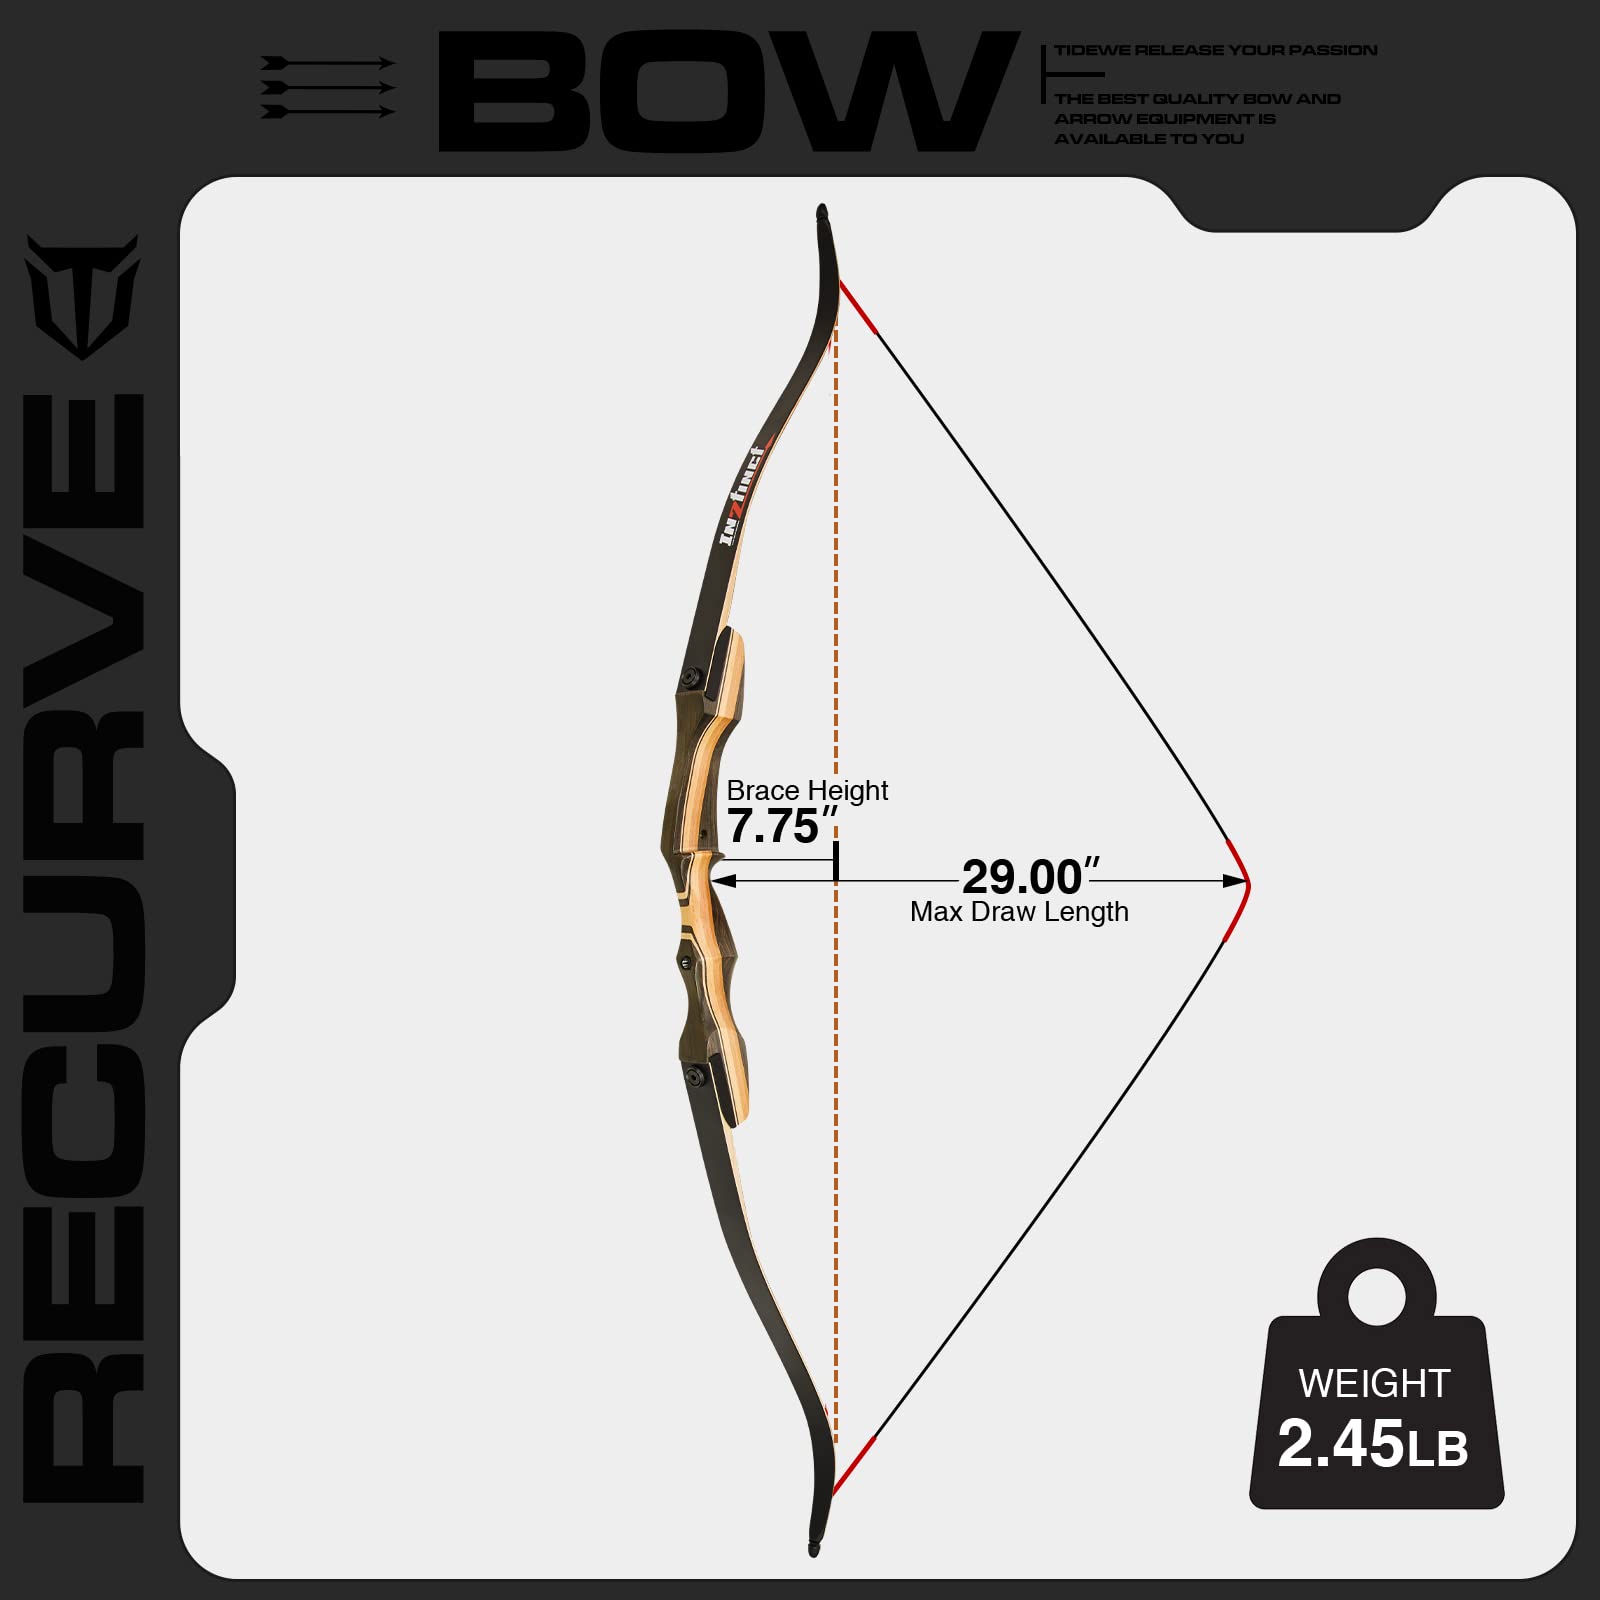 BOW
TIDEWE RELEASE YOUR PASSION
THE BEST QUALITY BOW AND
ARROW EQUIPMENT IS
AVAILABLE TO YOU
RECURVE
INZTINCT
Brace Height
7.75″
29.00″
Max Draw Length
WEIGHT
2.45LB